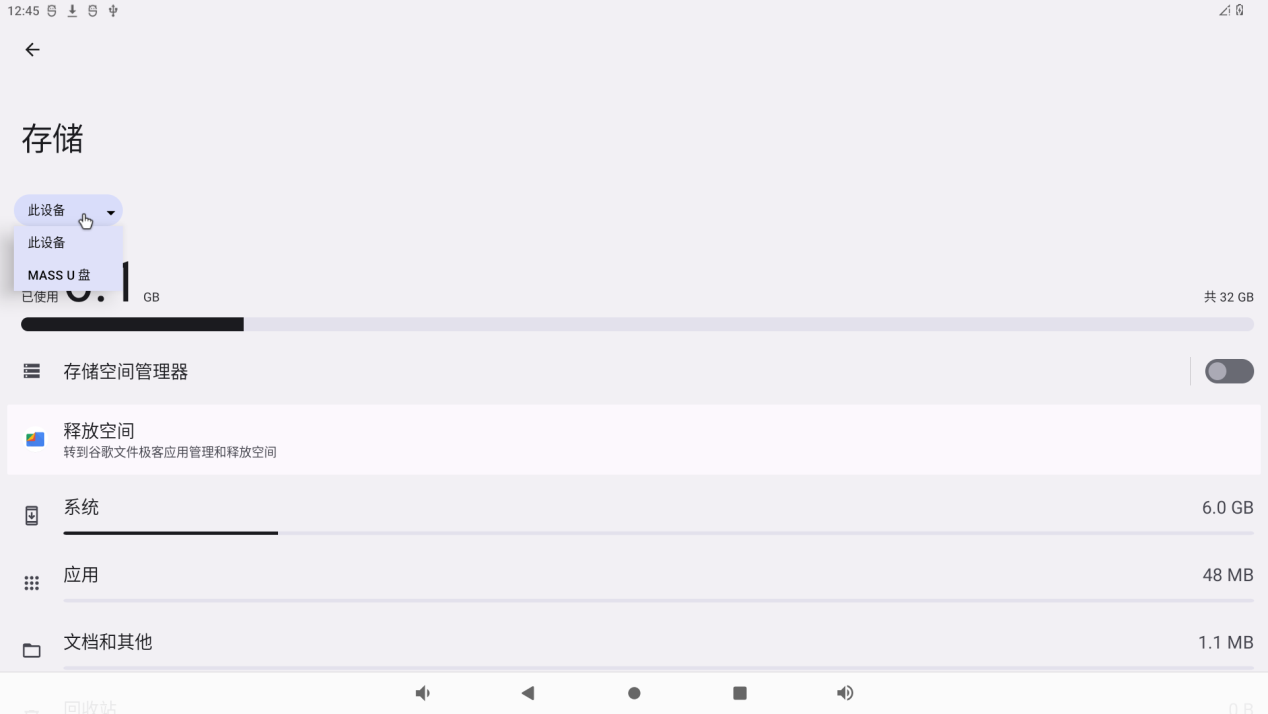 12:45
存储
此设备
此设备
MASS U 盘
已使用 GB
共 32 GB
存储空间管理器
释放空间
转到谷歌文件极客应用管理和释放空间
系统
6.0 GB
应用
48 MB
文档和其他
1.1 MB
回收站
0 B